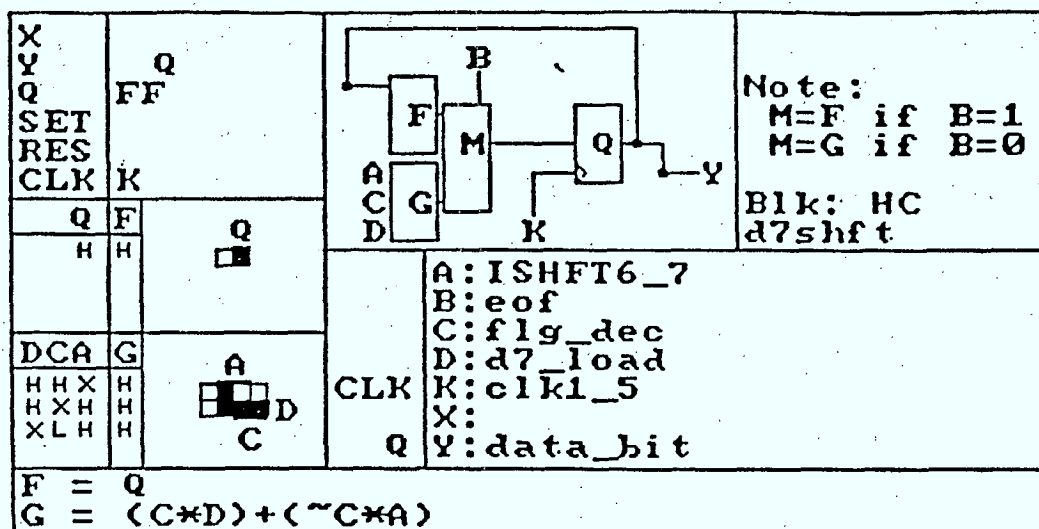 X
Y Q
Q FF
SET
RES
CLK K
Q F
H H
Q
DCA G
H H X H
H X H H
X L H H
A
D
C
B
F
M
Q
A
C
D
G
K
Y
Note:
M=F if B=1
M=G if B=0
Blk: HC
d7shft
A:ISHFT6_7
B:eof
C:flg_dec
D:d7_load
CLK K:clk1_5
X:
Q Y:data_bit
F = Q
G = (C*D)+(~C*A)